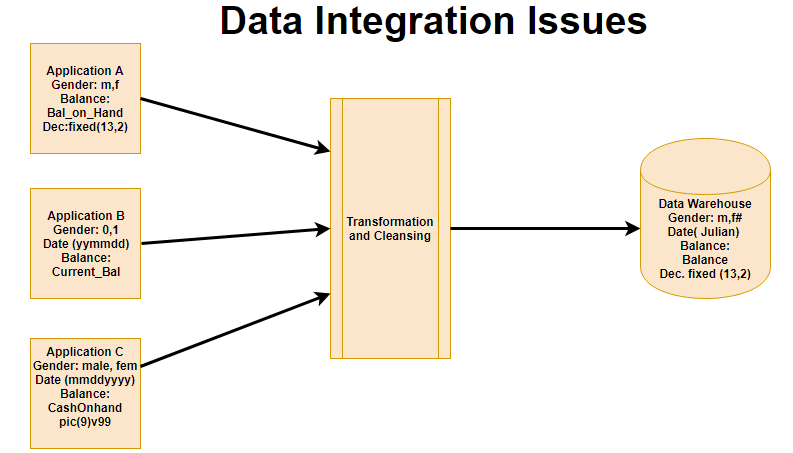 Data Integration Issues
Application A
Gender: m,f
Balance:
Bal_on_Hand
Dec:fixed(13,2)
Application B
Gender: 0,1
Date (yymmdd)
Balance:
Current_Bal
Application C
Gender: male, fem
Date (mmddyyyy)
Balance:
CashOnhand
pic(9)v99
Transformation
and Cleansing
Data Warehouse
Gender: m,f#
Date( Julian)
Balance:
Balance
Dec. fixed (13,2)